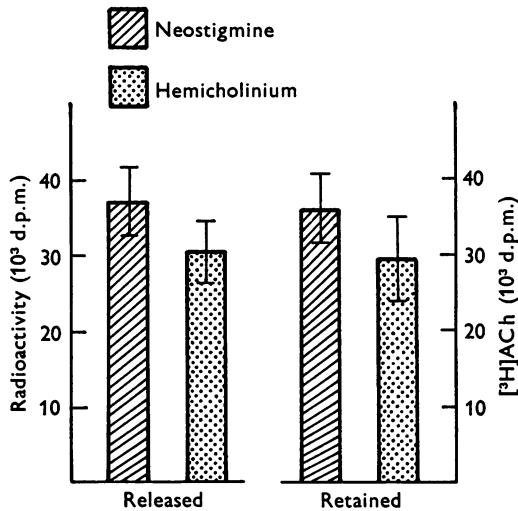 Neostigmine
Hemicholinium
Radioactivity (10³ d.p.m.)
40
30
20
10
Released
40
30
20
10
[³H]ACh (10³ d.p.m.)
Retained